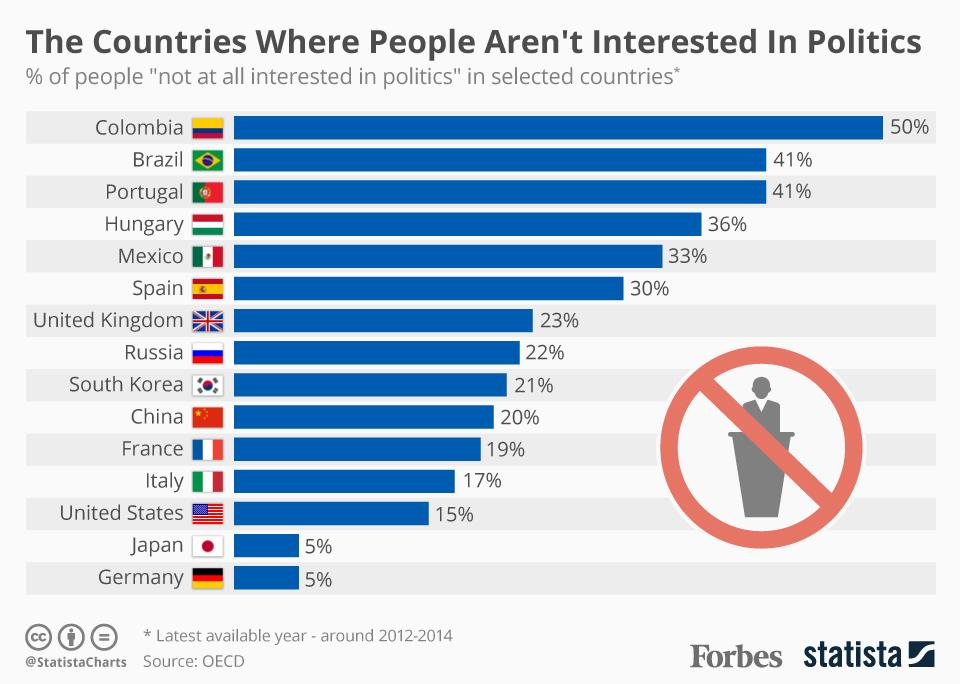 The Countries Where People Aren't Interested In Politics
% of people "not at all interested in politics" in selected countries*
Colombia 50%
Brazil 41%
Portugal 41%
Hungary 36%
Mexico 33%
Spain 30%
United Kingdom 23%
Russia 22%
South Korea 21%
China 20%
France 19%
Italy 17%
United States 15%
Japan 5%
Germany 5%
cc
@StatistaCharts
* Latest available year - around 2012-2014
Source: OECD
Forbes statista